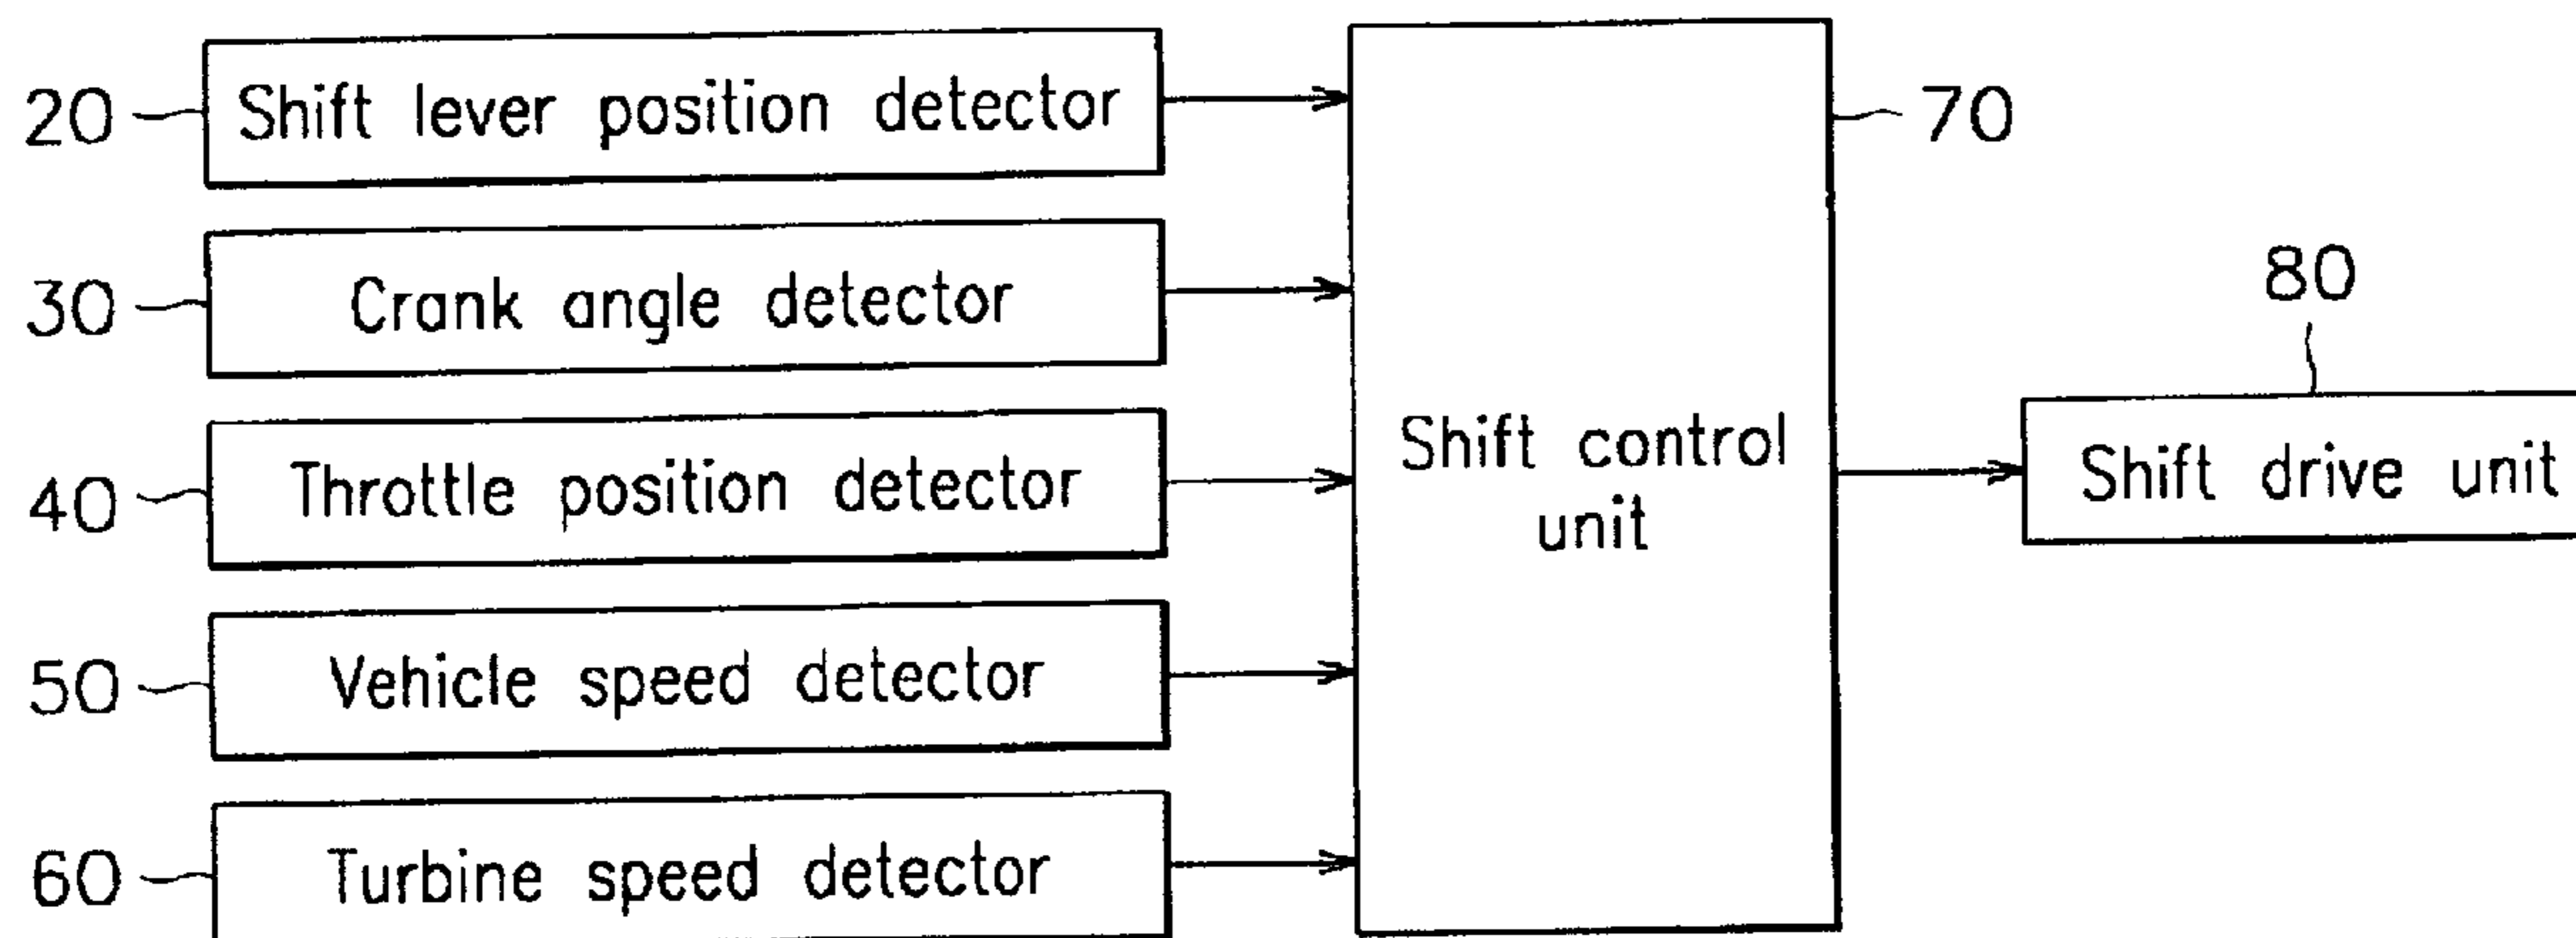 20 Shift lever position detector
70
30 Crank angle detector
80
40 Throttle position detector
Shift control
unit
Shift drive unit
50 Vehicle speed detector
60 Turbine speed detector